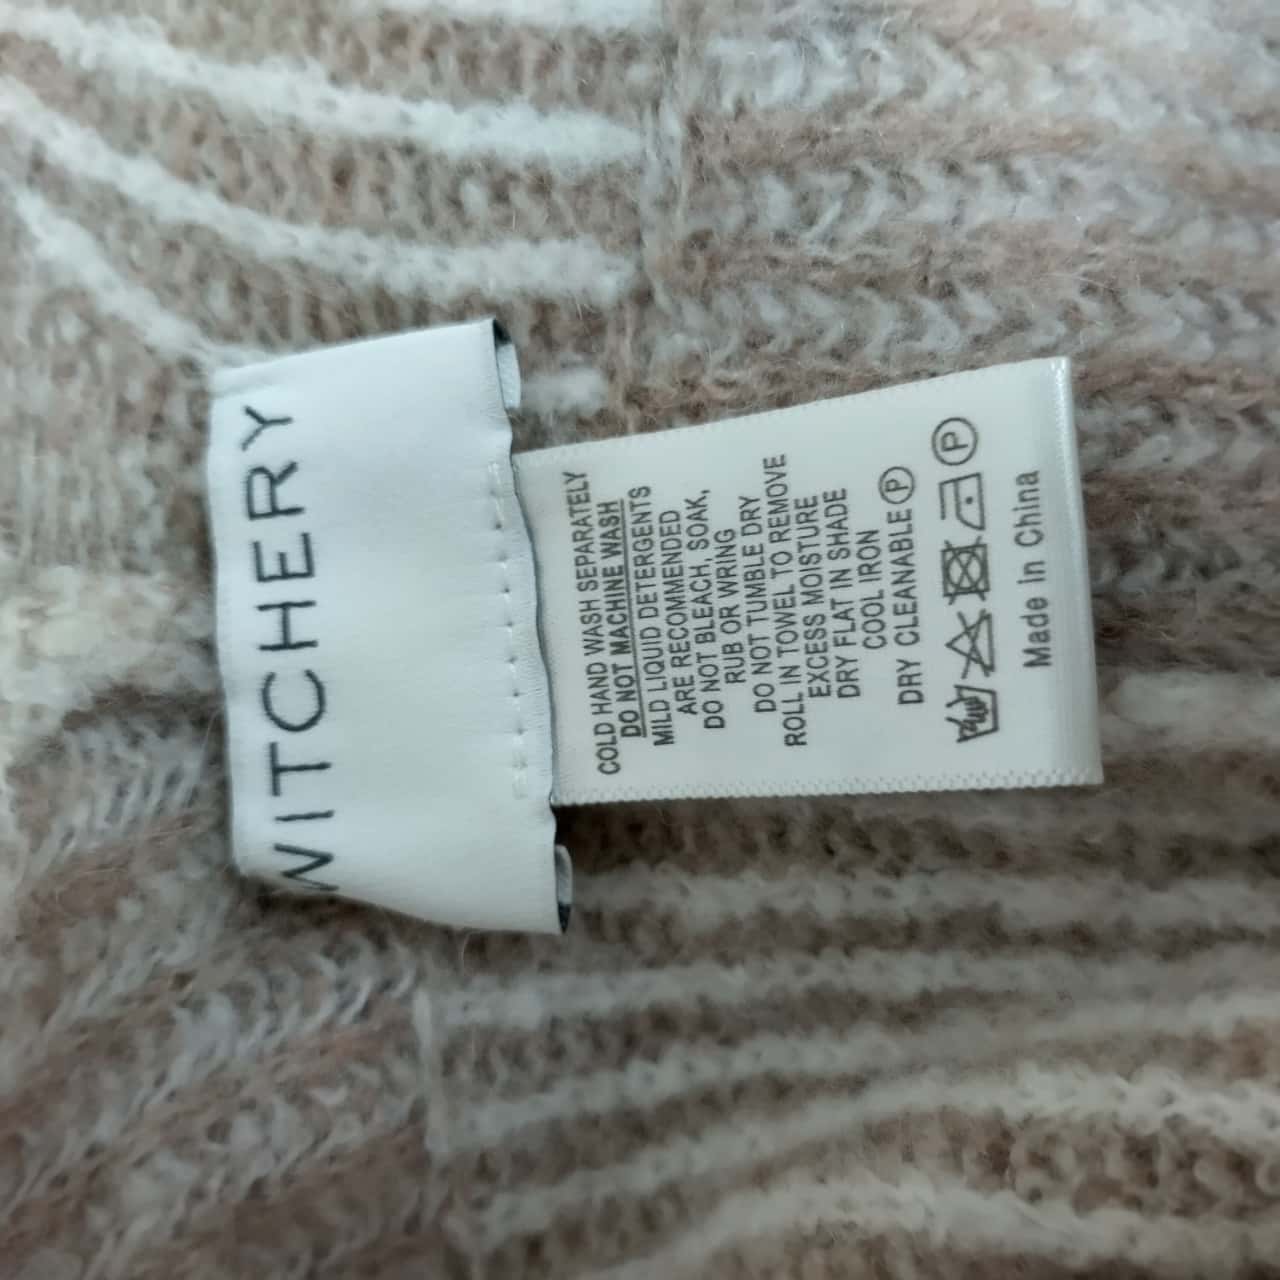 WITCHERY
COLD HAND WASH SEPARATELY
DO NOT MACHINE WASH
MILD LIQUID DETERGENTS
ARE RECOMMENDED
DO NOT BLEACH, SOAK,
RUB OR WRING
DO NOT TUMBLE DRY
ROLL IN TOWEL TO REMOVE
EXCESS MOISTURE
DRY FLAT IN SHADE
COOL IRON
DRY CLEANABLE Ⓟ
Ⓟ
Made in China